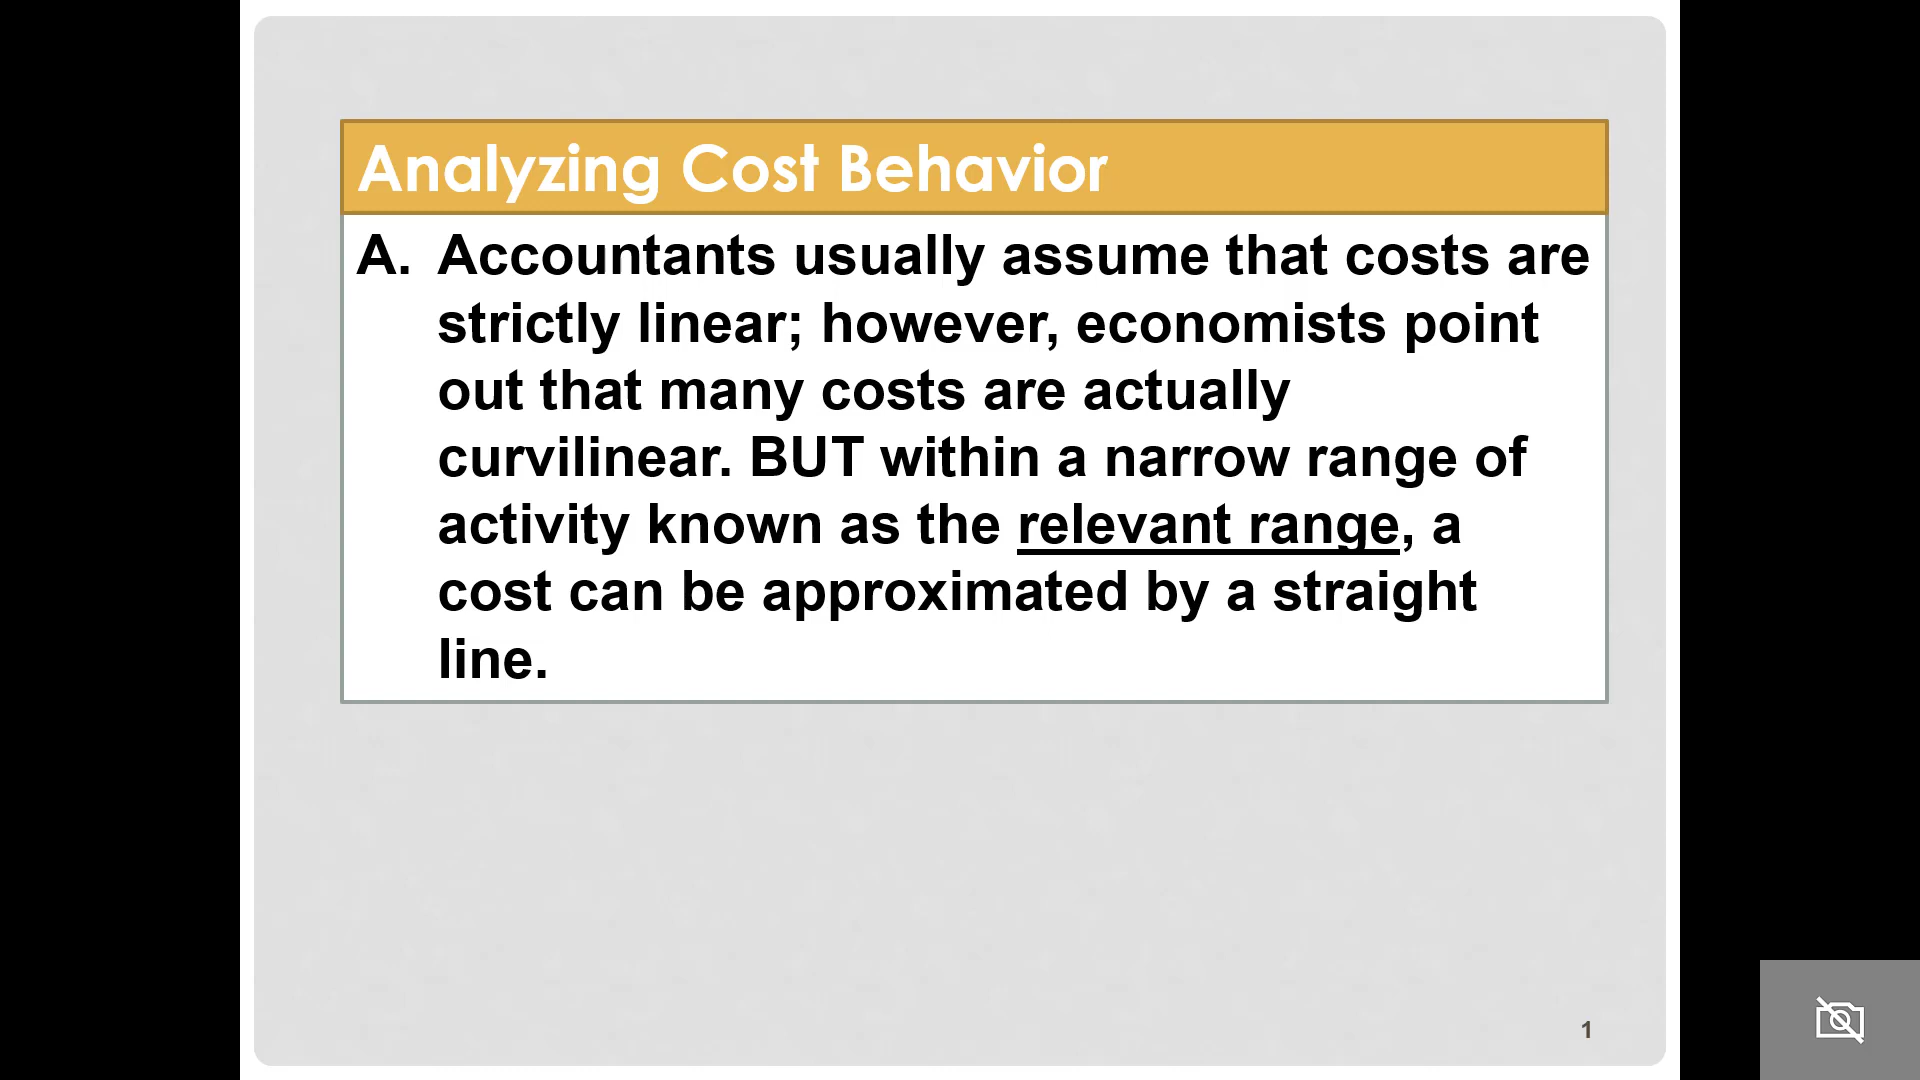 Analyzing Cost Behavior
A. Accountants usually assume that costs are
strictly linear; however, economists point
out that many costs are actually
curvilinear. BUT within a narrow range of
activity known as the relevant range, a
cost can be approximated by a straight
line.
1